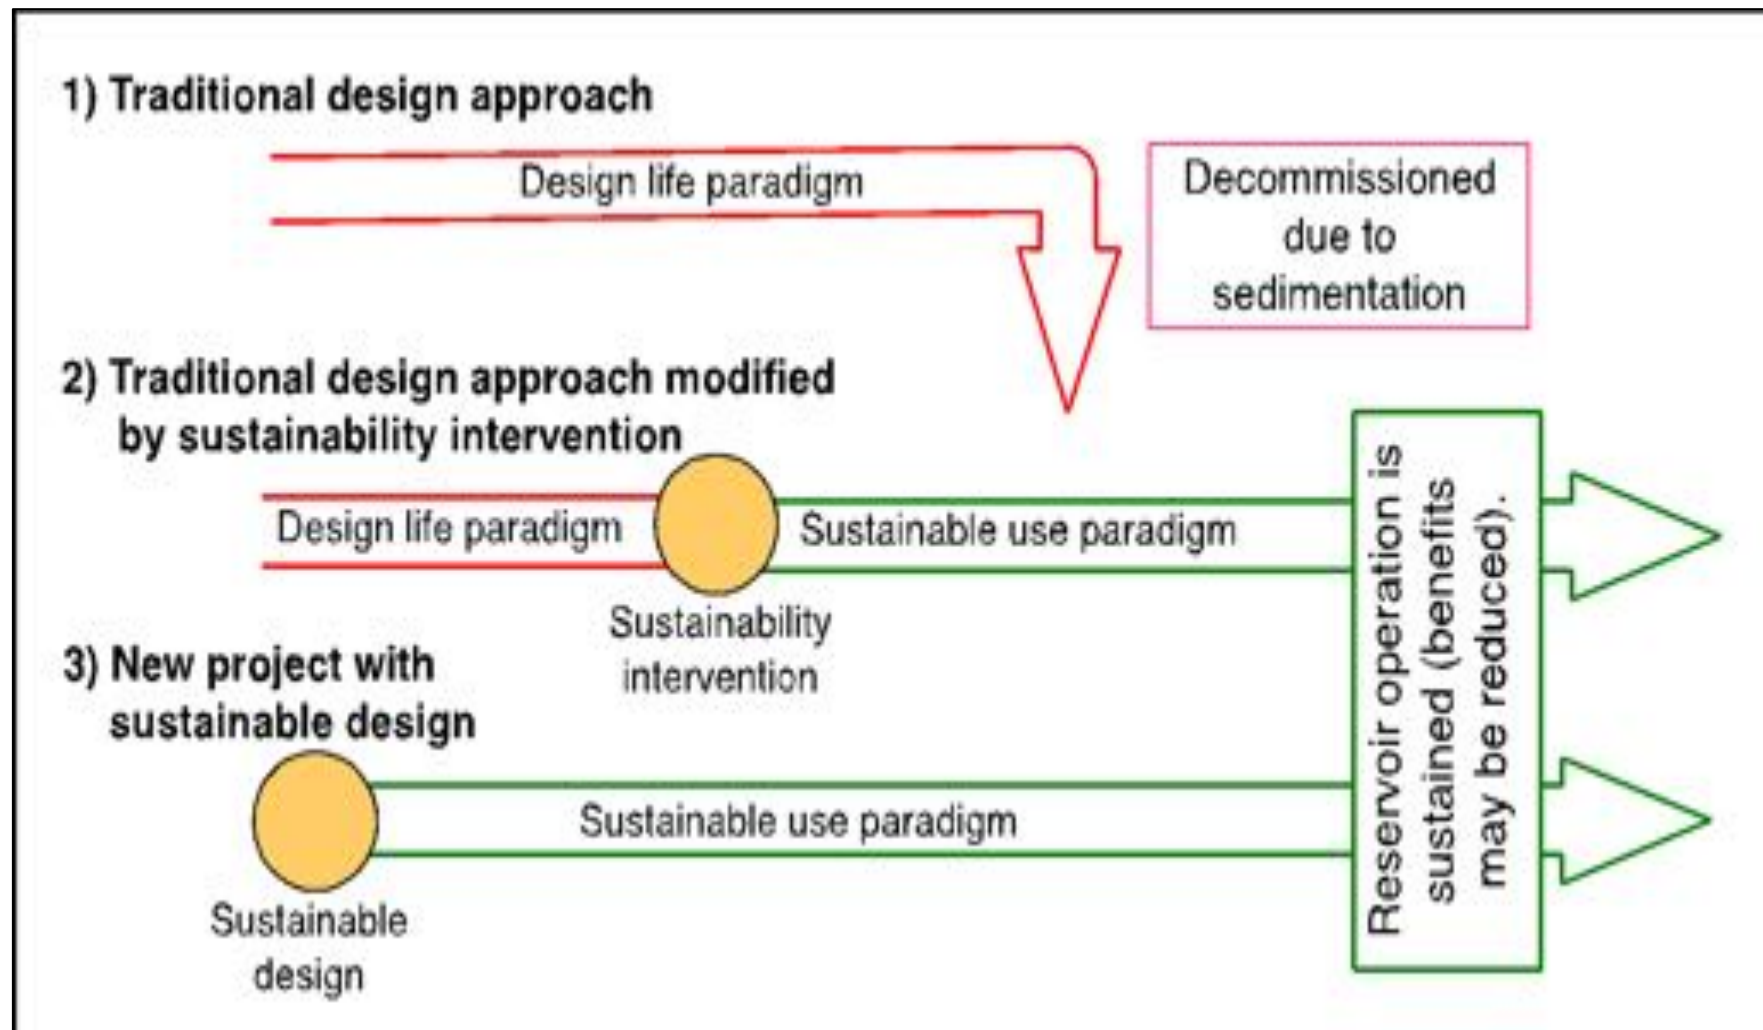 1) Traditional design approach
Design life paradigm
Decommissioned
due to
sedimentation
2) Traditional design approach modified
by sustainability intervention
Design life paradigm
Sustainable use paradigm
Sustainability
intervention
3) New project with
sustainable design
Sustainable use paradigm
Sustainable
design
Reservoir operation is
sustained (benefits
may be reduced).